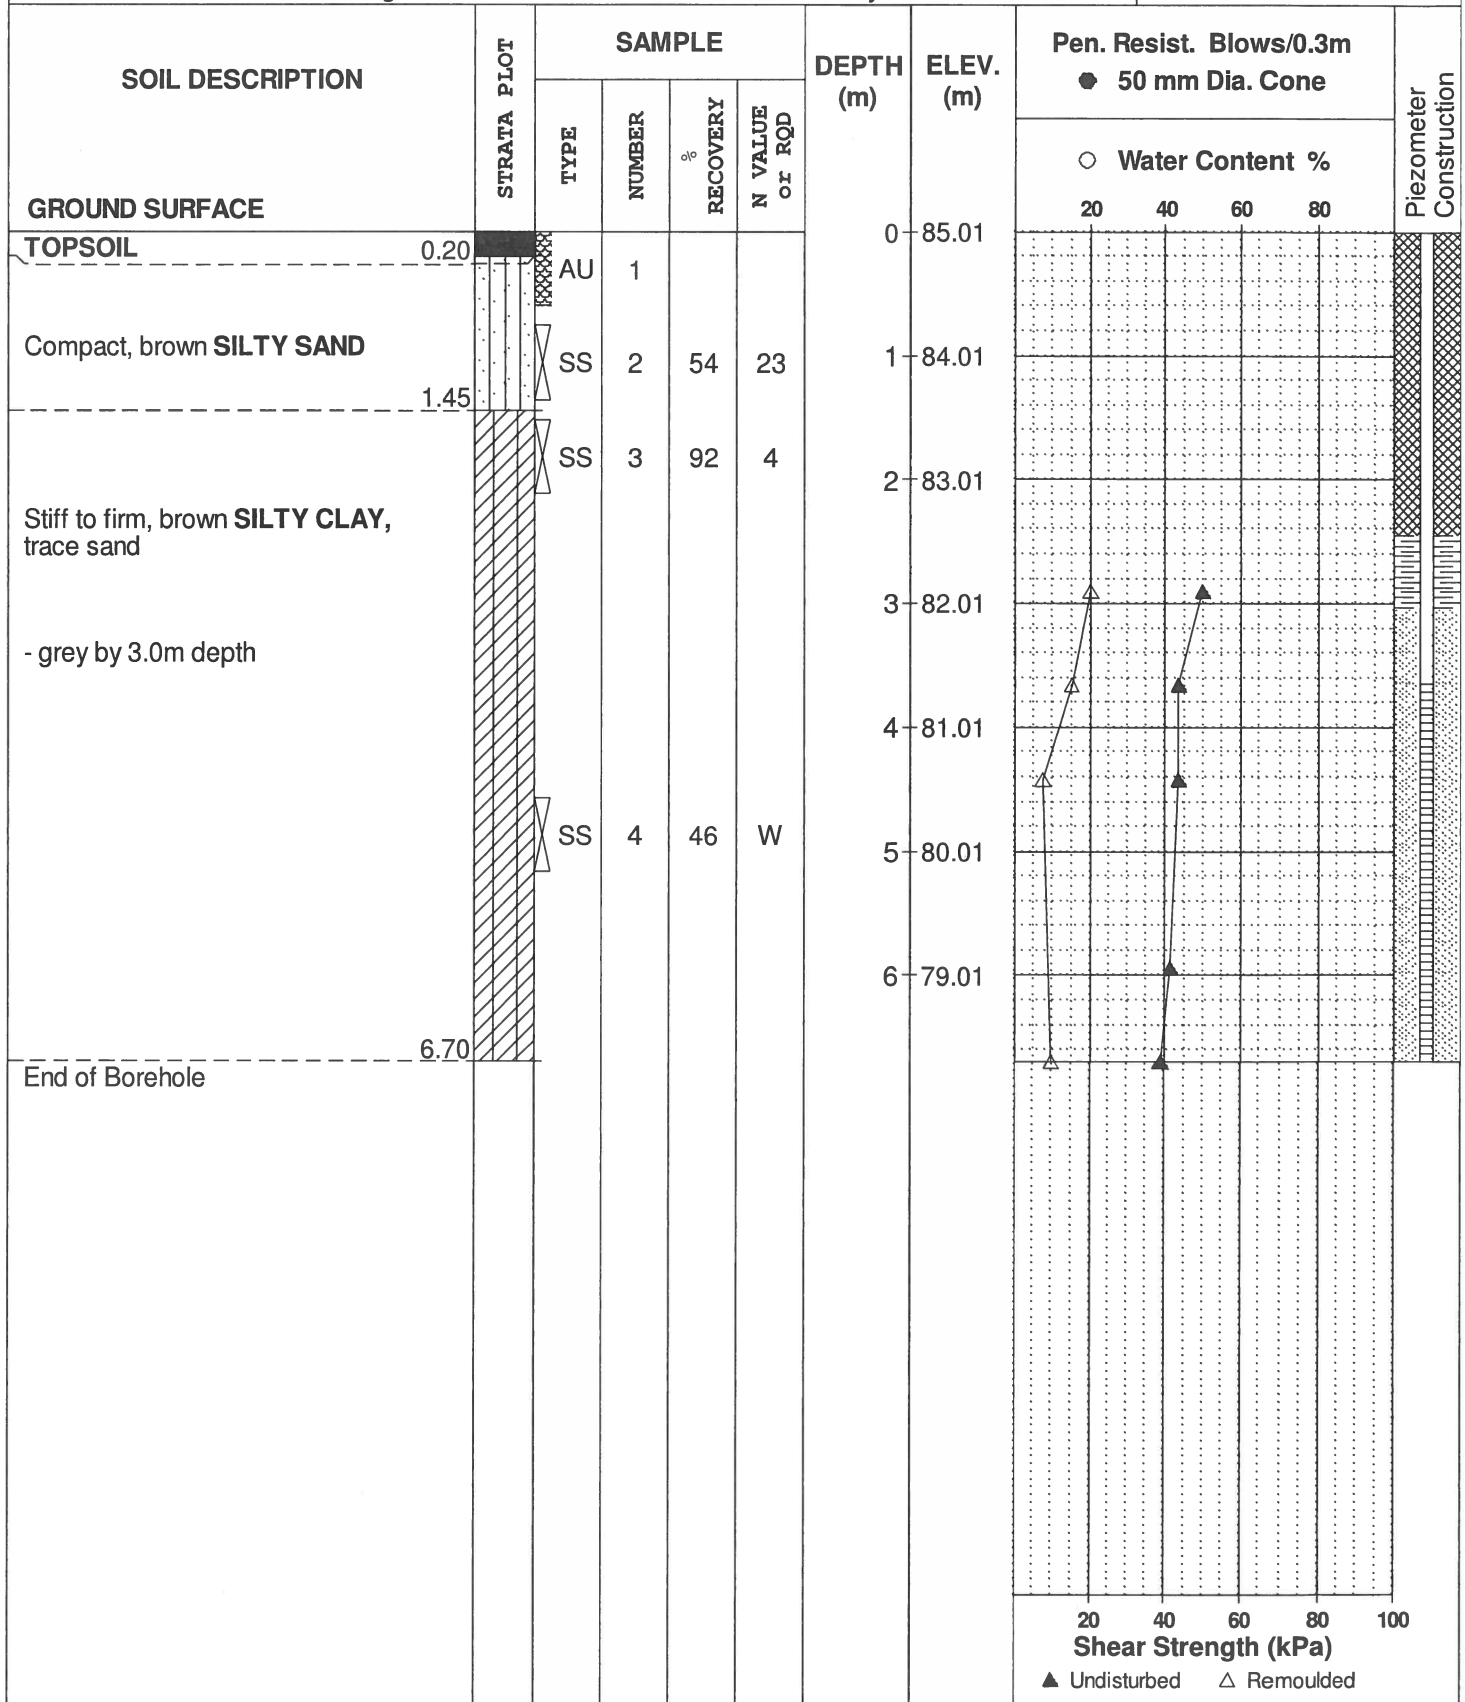 SOIL DESCRIPTION
GROUND SURFACE
STRATA PLOT
SAMPLE
TYPE
NUMBER
%
RECOVERY
N VALUE
or RQD
DEPTH
(m)
ELEV.
(m)
Pen. Resist. Blows/0.3m
● 50 mm Dia. Cone
○ Water Content %
20 40 60 80
Piezometer
Construction
TOPSOIL 0.20
0 85.01
AU 1
Compact, brown SILTY SAND
SS 2 54 23
1 84.01
1.45
SS 3 92 4
2 83.01
Stiff to firm, brown SILTY CLAY,
trace sand
3 82.01
- grey by 3.0m depth
4 81.01
SS 4 46 W
5 80.01
6 79.01
6.70
End of Borehole
20 40 60 80 100
Shear Strength (kPa)
▲ Undisturbed △ Remoulded